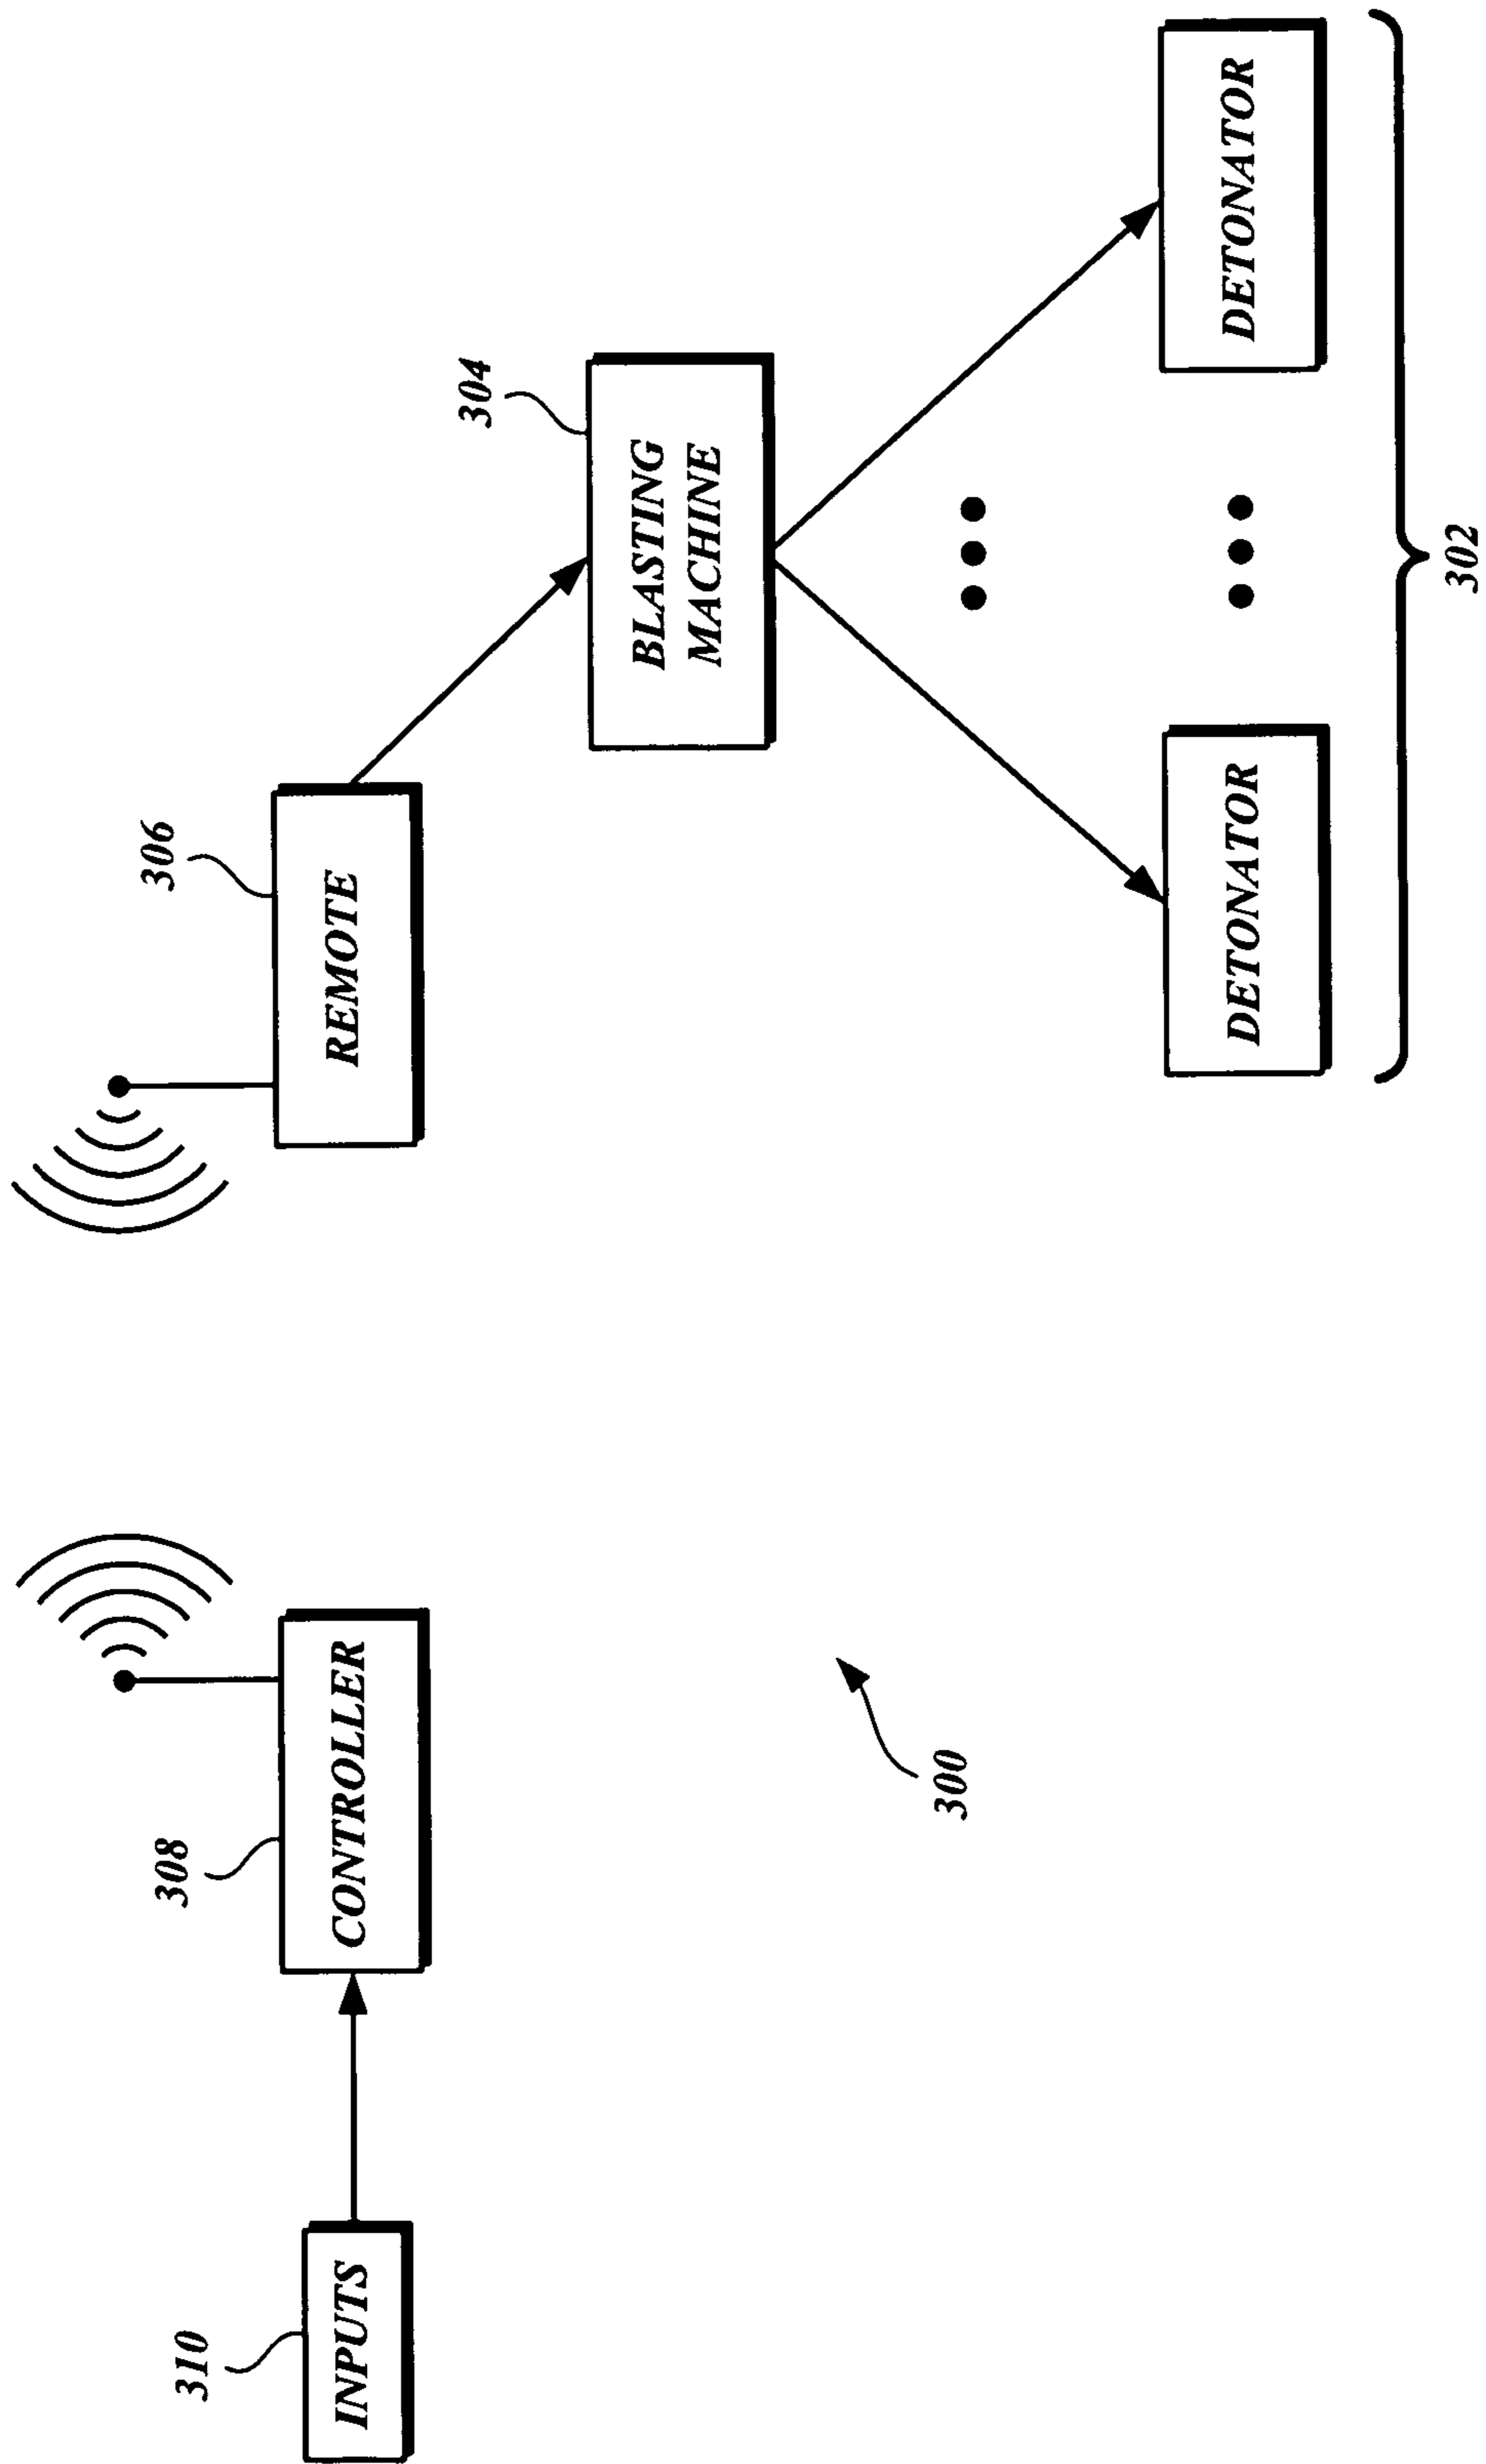 310
INPUTS
308
CONTROLLER
306
REMOTE
304
BLASTING
MACHINE
300
DETONATOR
DETONATOR
302